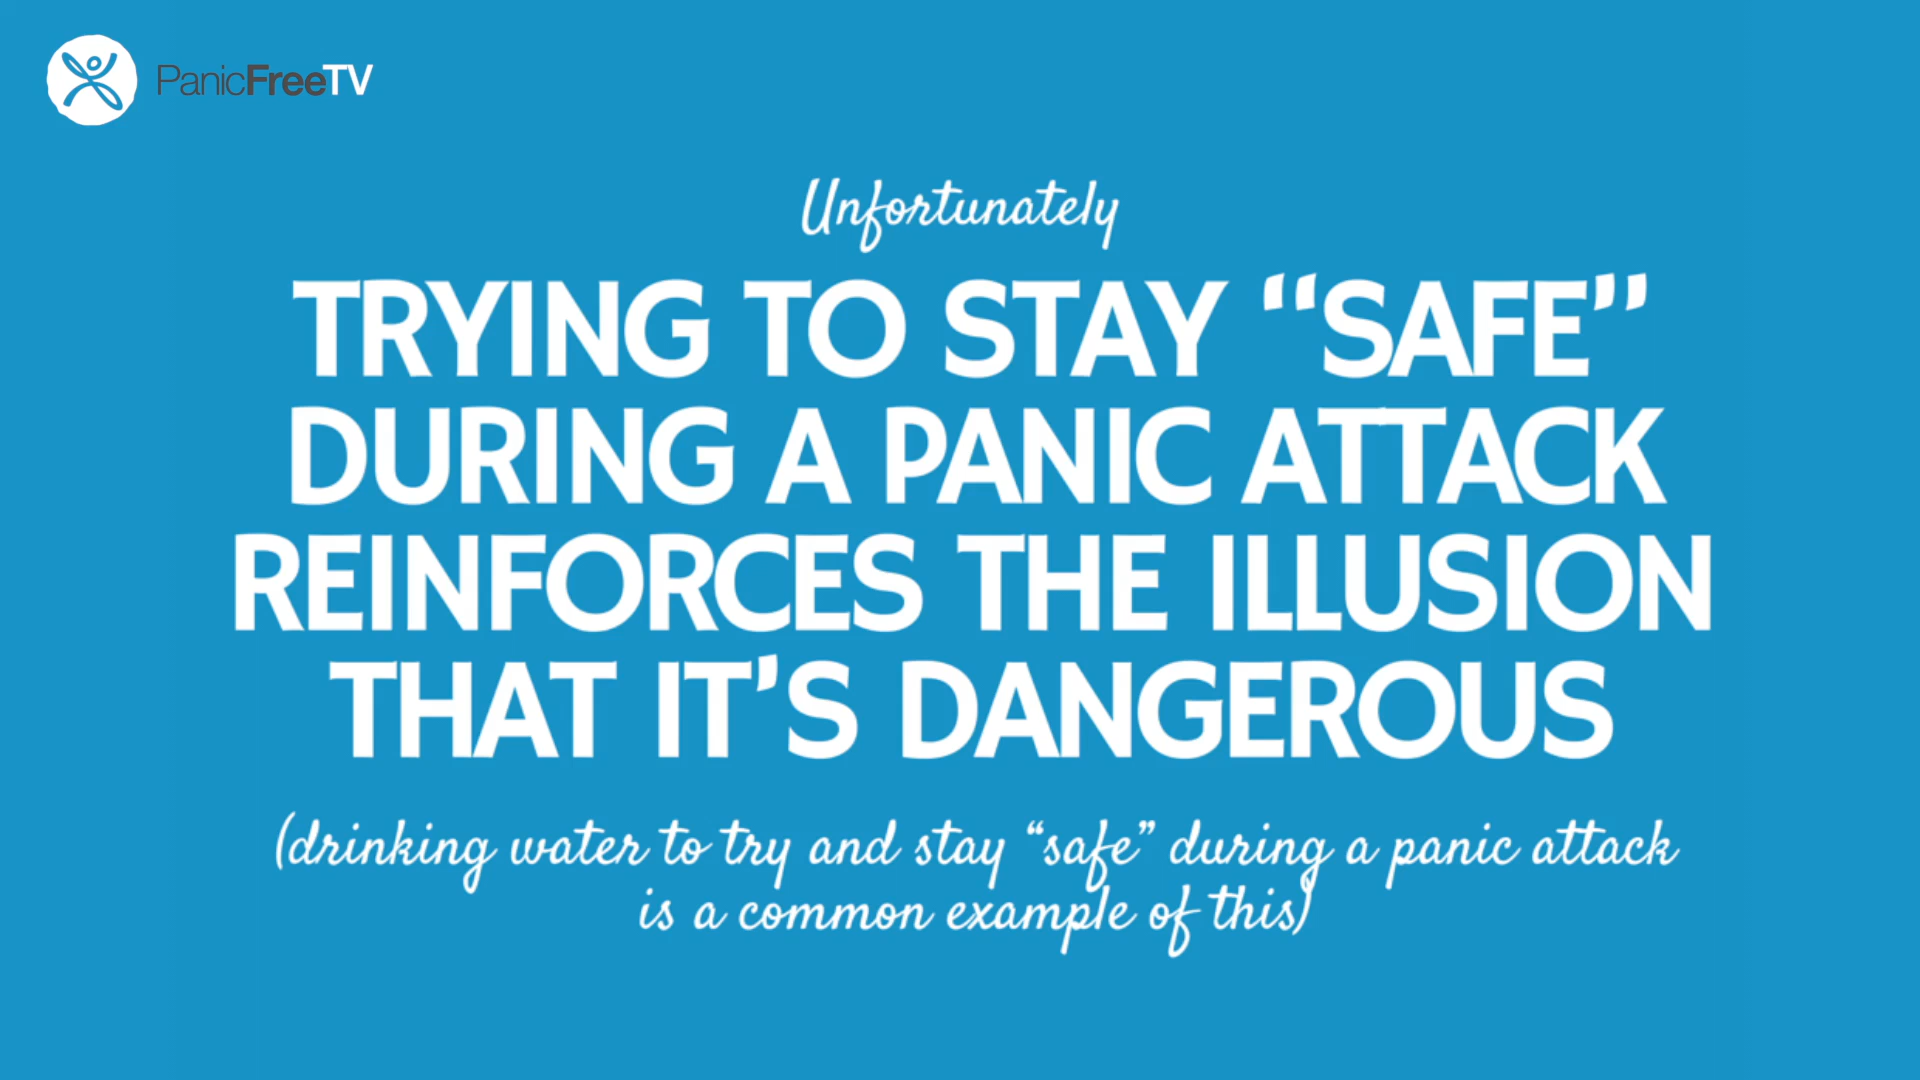 PanicFreeTV
Unfortunately
TRYING TO STAY “SAFE”
DURING A PANIC ATTACK
REINFORCES THE ILLUSION
THAT IT’S DANGEROUS
(drinking water to try and stay “safe” during a panic attack
is a common example of this)